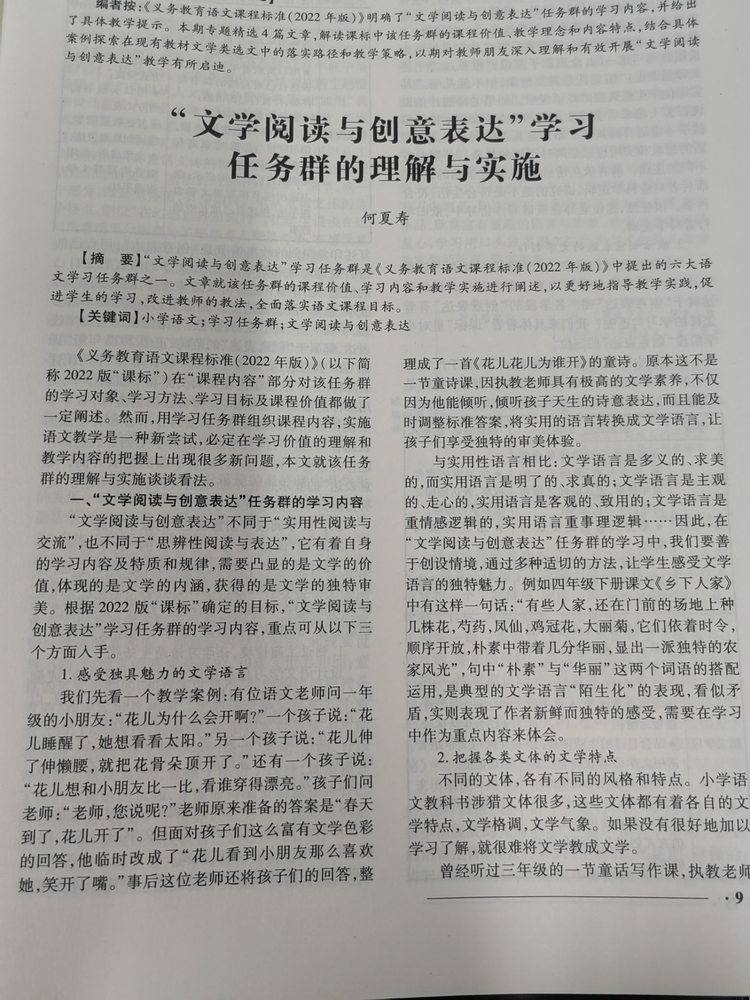 编者按:《义务教育语文课程标准(2022 年版)》明确了“文学阅读与创意表达”任务群的学习内容,并给出
了具体教学提示。本期专题精选 4 篇文章,解读课标中该任务群的课程价值、教学理念和内容特点,结合具体
案例探索在现有教材文学类选文中的落实路径和教学策略,以期对教师朋友深入理解和有效开展“文学阅读
与创意表达”教学有所启迪。
“文学阅读与创意表达”学习
任务群的理解与实施
何夏寿
【摘　要】“文学阅读与创意表达”学习任务群是《义务教育语文课程标准(2022 年版)》中提出的六大语
文学习任务群之一。文章就该任务群的课程价值、学习内容和教学实施进行阐述,以更好地指导教学实践,促
进学生的学习,改进教师的教法,全面落实语文课程目标。
【关键词】小学语文;学习任务群;文学阅读与创意表达
《义务教育语文课程标准(2022 年版)》(以下简
称 2022 版“课标”)在“课程内容”部分对该任务群
的学习对象、学习方法、学习目标及课程价值都做了
一定阐述。然而,用学习任务群组织课程内容,实施
语文教学是一种新尝试,必定在学习价值的理解和
教学内容的把握上出现很多新问题,本文就该任务
群的理解与实施谈谈看法。
一、“文学阅读与创意表达”任务群的学习内容
“文学阅读与创意表达”不同于“实用性阅读与
交流”,也不同于“思辨性阅读与表达”,它有着自身
的学习内容及特质和规律,需要凸显的是文学的价
值,体现的是文学的内涵,获得的是文学的独特审
美。根据 2022 版“课标”确定的目标,“文学阅读与
创意表达”学习任务群的学习内容,重点可从以下三
个方面入手。
1. 感受独具魅力的文学语言
我们先看一个教学案例:有位语文老师问一年
级的小朋友:“花儿为什么会开啊?”一个孩子说:“花
儿睡醒了,她想看看太阳。”另一个孩子说:“花儿伸
了伸懒腰,就把花骨朵顶开了。”还有一个孩子说:
“花儿想和小朋友比一比,看谁穿得漂亮。”孩子们问
老师:“老师,您说呢?”老师原来准备的答案是“春天
到了,花儿开了”。但面对孩子们这么富有文学色彩
的回答,他临时改成了“花儿看到小朋友那么喜欢
她,笑开了嘴。”事后这位老师还将孩子们的回答,整
理成了一首《花儿花儿为谁开》的童诗。原本这不是
一节童诗课,因执教老师具有极高的文学素养,不仅
因为他能倾听,倾听孩子天生的诗意表达,而且能及
时调整标准答案,将实用的语言转换成文学语言,让
孩子们享受独特的审美体验。
与实用性语言相比:文学语言是多义的、求美
的,而实用语言是明了的、求真的;文学语言是主观
的、走心的,实用语言是客观的、致用的;文学语言是
重情感逻辑的,实用语言重事理逻辑……因此,在
“文学阅读与创意表达”任务群的学习中,我们要善
于创设情境,通过多种适切的方法,让学生感受文学
语言的独特魅力。例如四年级下册课文《乡下人家》
中有这样一句话:“有些人家,还在门前的场地上种
几株花,芍药,凤仙,鸡冠花,大丽菊,它们依着时令,
顺序开放,朴素中带着几分华丽,显出一派独特的农
家风光”,句中“朴素”与“华丽”这两个词语的搭配
运用,是典型的文学语言“陌生化”的表现,看似矛
盾,实则表现了作者新鲜而独特的感受,需要在学习
中作为重点内容来体会。
2. 把握各类文体的文学特点
不同的文体,各有不同的风格和特点。小学语
文教科书涉猎文体很多,这些文体都有着各自的文
学特点,文学格调,文学气象。如果没有很好地加以
学习了解,就很难将文学教成文学。
曾经听过三年级的一节童话写作课,执教老师
· 9